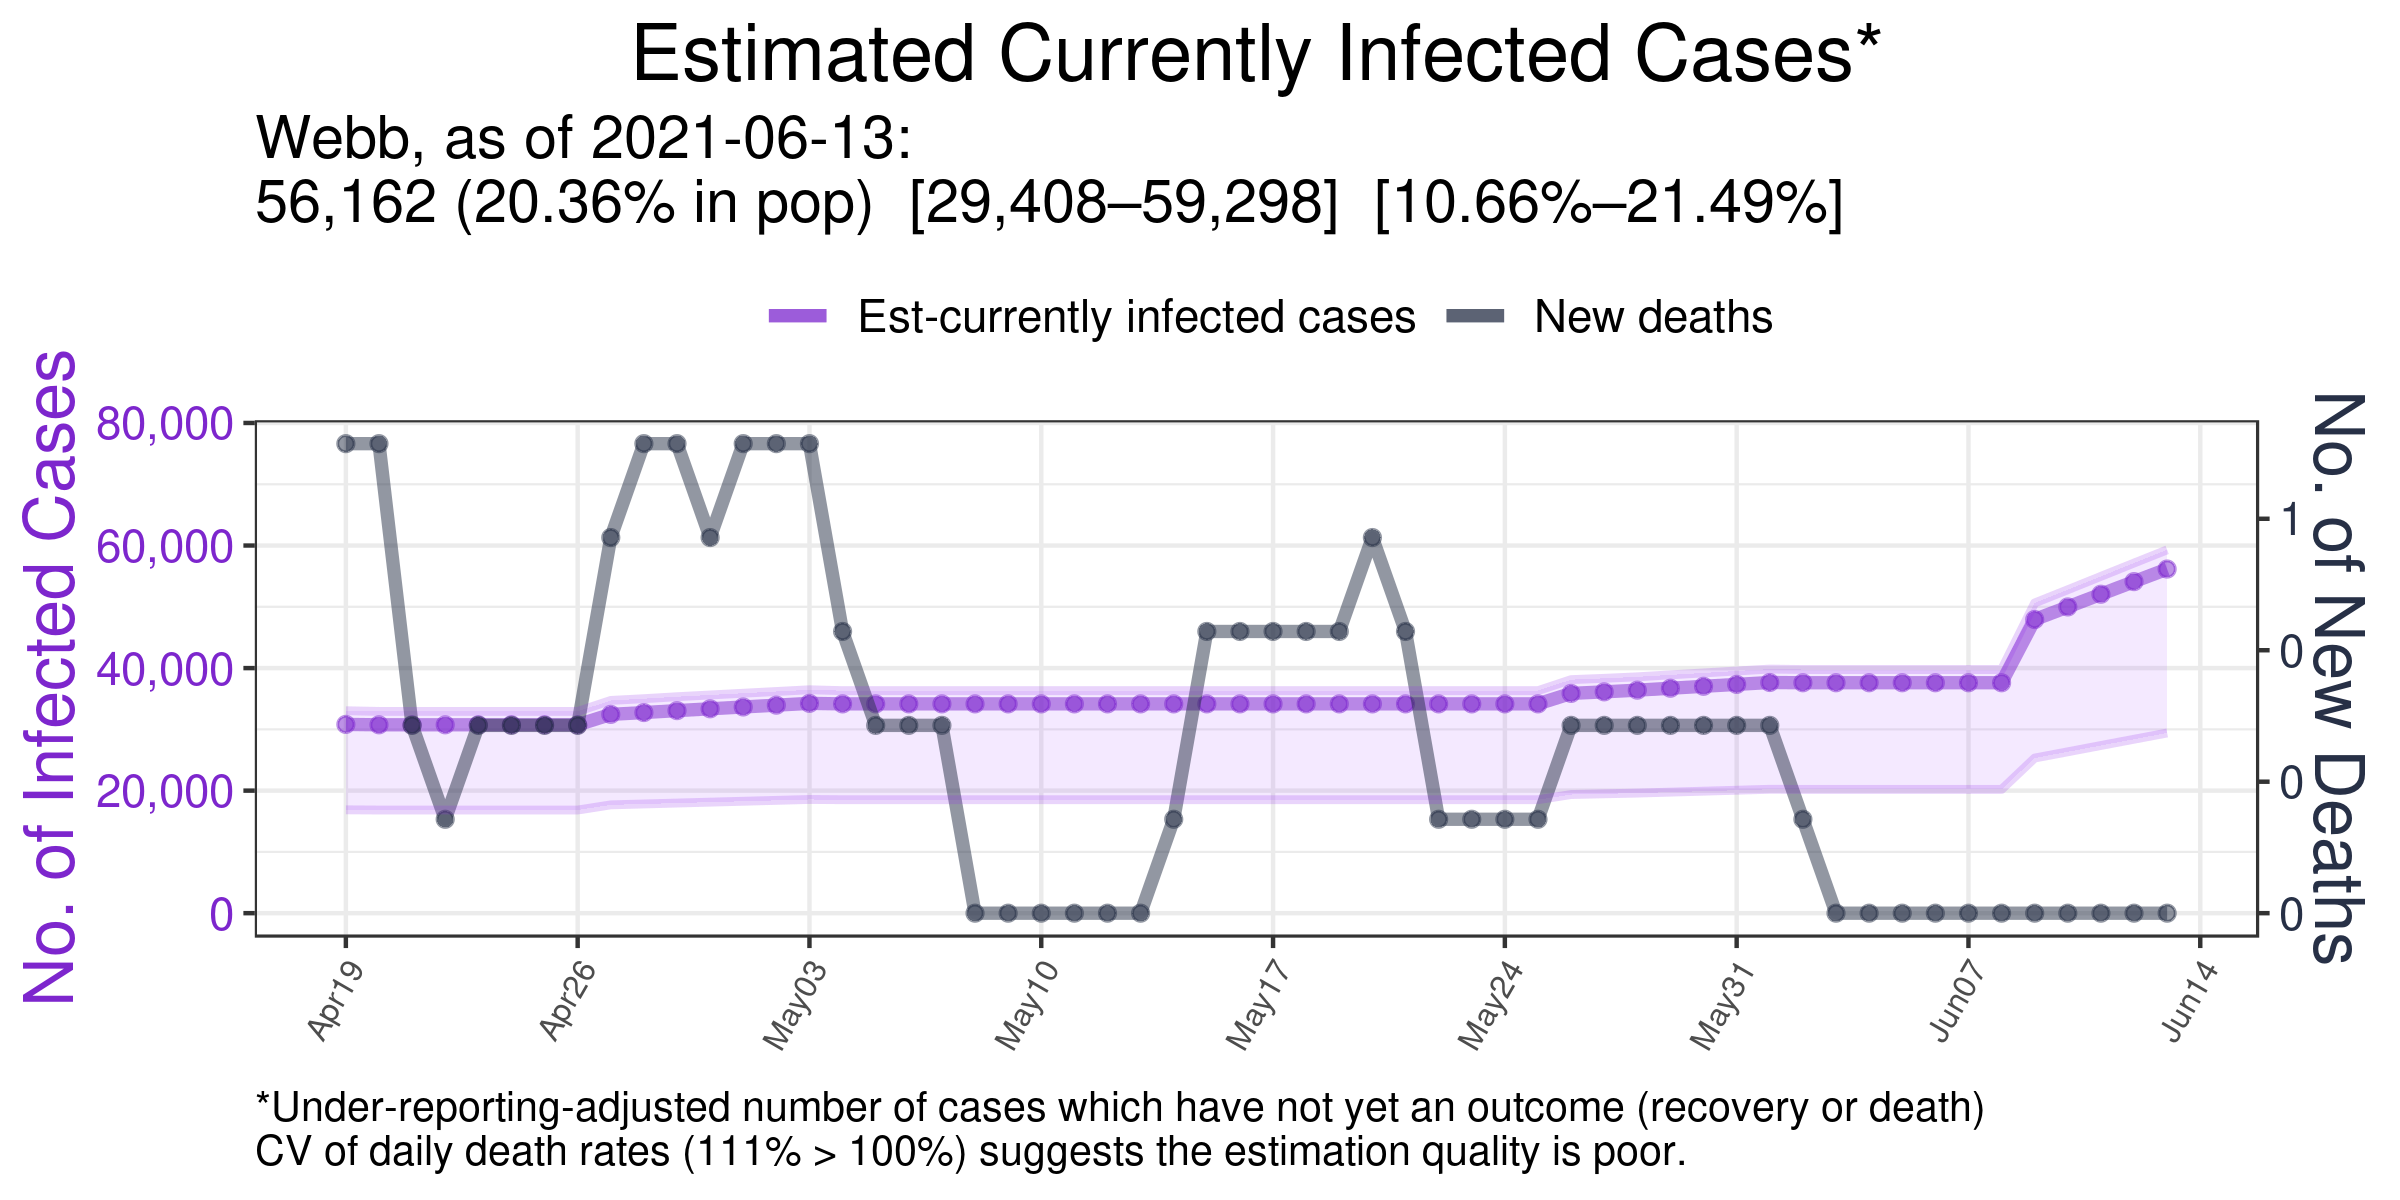 Estimated Currently Infected Cases*
Webb, as of 2021-06-13:
56,162 (20.36% in pop) [29,408–59,298] [10.66%–21.49%]
Est-currently infected cases
New deaths
No. of Infected Cases
80,000
60,000
40,000
20,000
0
1
0
0
0
No. of New Deaths
Apr19
Apr26
May03
May10
May17
May24
May31
Jun07
Jun14
*Under-reporting-adjusted number of cases which have not yet an outcome (recovery or death)
CV of daily death rates (111% > 100%) suggests the estimation quality is poor.